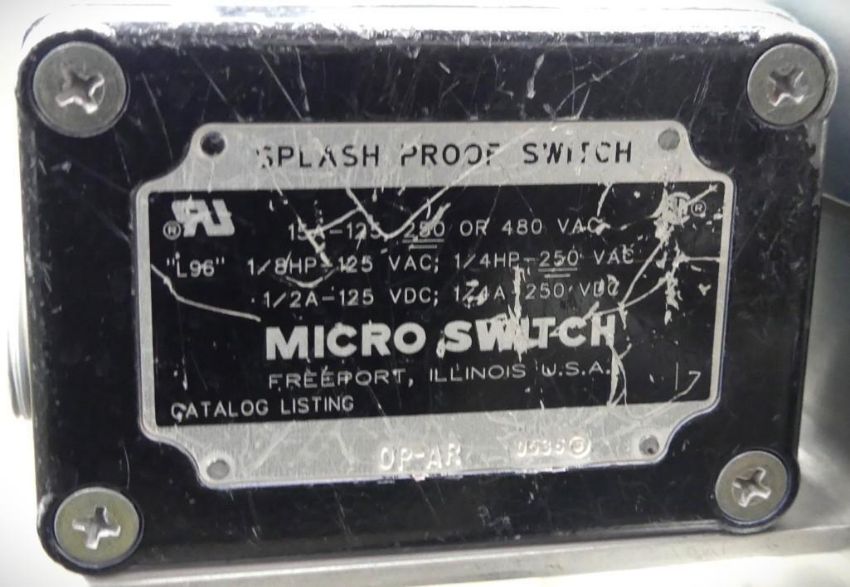 SPLASH PROOF SWITCH
15A-125, 250 OR 480 VAC
"L96" 1/8HP-125 VAC; 1/4HP-250 VAC
1/2A-125 VDC; 1/4A 250 VDC
MICRO SWITCH
FREEPORT, ILLINOIS U.S.A.
CATALOG LISTING
OP-AR